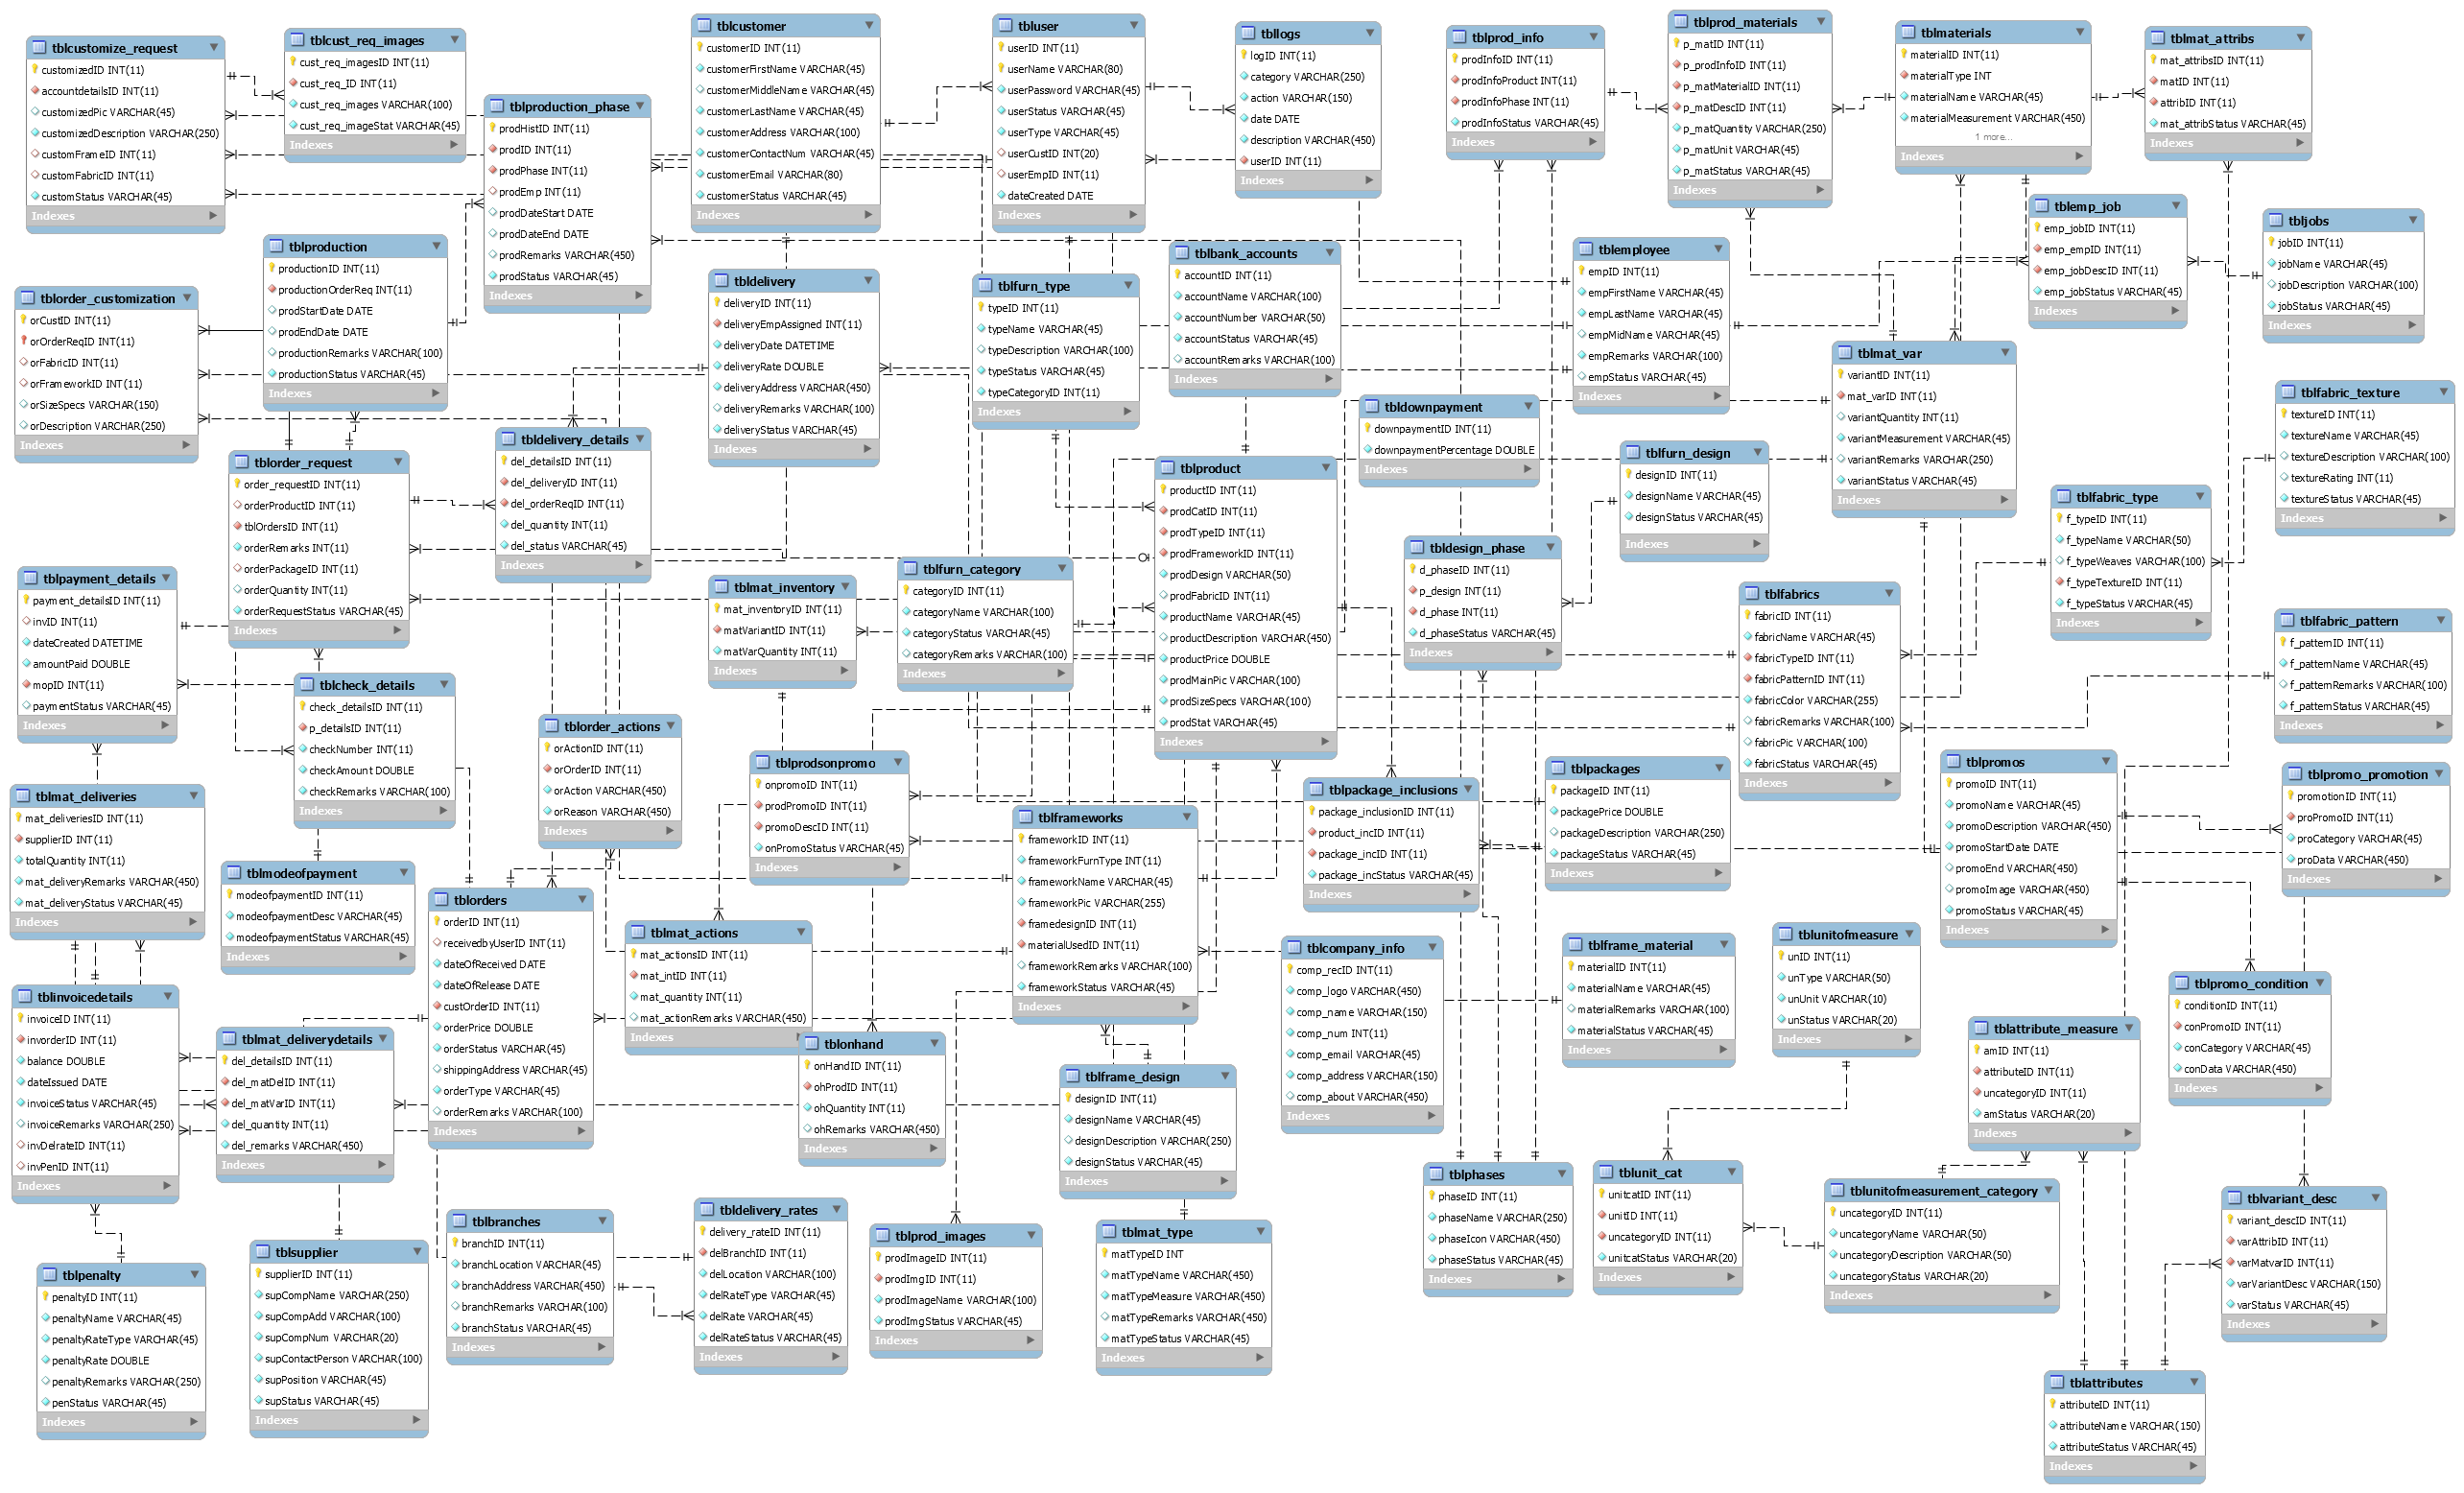 tblcustomize_request
customizedID INT(11)
accountdetailsID INT(11)
customizedPic VARCHAR(45)
customizedDescription VARCHAR(250)
customFrameID INT(11)
customFabricID INT(11)
customStatus VARCHAR(45)
Indexes
tblcust_req_images
cust_req_imagesID INT(11)
cust_req_ID INT(11)
cust_req_images VARCHAR(100)
cust_req_imageStat VARCHAR(45)
Indexes
tblproduction_phase
prodHistID INT(11)
prodID INT(11)
prodPhase INT(11)
prodEmp INT(11)
prodDateStart DATE
prodDateEnd DATE
prodRemarks VARCHAR(450)
prodStatus VARCHAR(45)
Indexes
tblcustomer
customerID INT(11)
customerFirstName VARCHAR(45)
customerMiddleName VARCHAR(45)
customerLastName VARCHAR(45)
customerAddress VARCHAR(100)
customerContactNum VARCHAR(45)
customerEmail VARCHAR(80)
customerStatus VARCHAR(45)
Indexes
tbluser
userID INT(11)
userName VARCHAR(80)
userPassword VARCHAR(45)
userStatus VARCHAR(45)
userType VARCHAR(45)
userCustID INT(20)
userEmpID INT(11)
dateCreated DATE
Indexes
tbllogs
logID INT(11)
category VARCHAR(250)
action VARCHAR(150)
date DATE
description VARCHAR(450)
userID INT(11)
Indexes
tblprod_info
prodInfoID INT(11)
prodInfoProduct INT(11)
prodInfoPhase INT(11)
prodInfoStatus VARCHAR(45)
Indexes
tblprod_materials
p_matID INT(11)
p_prodInfoID INT(11)
p_matMaterialID INT(11)
p_matDescID INT(11)
p_matQuantity VARCHAR(250)
p_matUnit VARCHAR(45)
p_matStatus VARCHAR(45)
Indexes
tblmaterials
materialID INT(11)
materialType INT
materialName VARCHAR(45)
materialMeasurement VARCHAR(450)
1 more...
Indexes
tblmat_attribs
mat_attribsID INT(11)
matID INT(11)
attribID INT(11)
mat_attribStatus VARCHAR(45)
Indexes
tblemp_job
emp_jobID INT(11)
emp_empID INT(11)
emp_jobDescID INT(11)
emp_jobStatus VARCHAR(45)
Indexes
tbljobs
jobID INT(11)
jobName VARCHAR(45)
jobDescription VARCHAR(100)
jobStatus VARCHAR(45)
Indexes
tblproduction
productionID INT(11)
productionOrderReq INT(11)
prodStartDate DATE
prodEndDate DATE
productionRemarks VARCHAR(100)
productionStatus VARCHAR(45)
Indexes
tblorder_customization
orCustID INT(11)
orOrderReqID INT(11)
orFabricID INT(11)
orFrameworkID INT(11)
orSizeSpecs VARCHAR(150)
orDescription VARCHAR(250)
Indexes
tbldelivery
deliveryID INT(11)
deliveryEmpAssigned INT(11)
deliveryDate DATETIME
deliveryRate DOUBLE
deliveryAddress VARCHAR(450)
deliveryRemarks VARCHAR(100)
deliveryStatus VARCHAR(45)
Indexes
tblfurn_type
typeID INT(11)
typeName VARCHAR(45)
typeDescription VARCHAR(100)
typeStatus VARCHAR(45)
typeCategoryID INT(11)
Indexes
tblbank_accounts
accountID INT(11)
accountName VARCHAR(100)
accountNumber VARCHAR(50)
accountStatus VARCHAR(45)
accountRemarks VARCHAR(100)
Indexes
tblemployee
empID INT(11)
empFirstName VARCHAR(45)
empLastName VARCHAR(45)
empMidName VARCHAR(45)
empRemarks VARCHAR(100)
empStatus VARCHAR(45)
Indexes
tblmat_var
variantID INT(11)
mat_varID INT(11)
variantQuantity INT(11)
variantMeasurement VARCHAR(45)
variantRemarks VARCHAR(250)
variantStatus VARCHAR(45)
Indexes
tblfabric_texture
textureID INT(11)
textureName VARCHAR(45)
textureDescription VARCHAR(100)
textureRating INT(11)
textureStatus VARCHAR(45)
Indexes
tbldownpayment
downpaymentID INT(11)
downpaymentPercentage DOUBLE
Indexes
tblorder_request
order_requestID INT(11)
orderProductID INT(11)
tblOrdersID INT(11)
orderRemarks INT(11)
orderPackageID INT(11)
orderQuantity INT(11)
orderRequestStatus VARCHAR(45)
Indexes
tbldelivery_details
del_detailsID INT(11)
del_deliveryID INT(11)
del_orderReqID INT(11)
del_quantity INT(11)
del_status VARCHAR(45)
Indexes
tblproduct
productID INT(11)
prodCatID INT(11)
prodTypeID INT(11)
prodFrameworkID INT(11)
prodDesign VARCHAR(50)
prodFabricID INT(11)
productName VARCHAR(45)
productDescription VARCHAR(450)
productPrice DOUBLE
prodMainPic VARCHAR(100)
prodSizeSpecs VARCHAR(100)
prodStat VARCHAR(45)
Indexes
tblfurn_design
designID INT(11)
designName VARCHAR(45)
designStatus VARCHAR(45)
Indexes
tblfabric_type
f_typeID INT(11)
f_typeName VARCHAR(50)
f_typeWeaves VARCHAR(100)
f_typeTextureID INT(11)
f_typeStatus VARCHAR(45)
Indexes
tbldesign_phase
d_phaseID INT(11)
p_design INT(11)
d_phase INT(11)
d_phaseStatus VARCHAR(45)
Indexes
tblpayment_details
payment_detailsID INT(11)
invID INT(11)
dateCreated DATETIME
amountPaid DOUBLE
mopID INT(11)
paymentStatus VARCHAR(45)
Indexes
tblmat_inventory
mat_inventoryID INT(11)
matVariantID INT(11)
matVarQuantity INT(11)
Indexes
tblfurn_category
categoryID INT(11)
categoryName VARCHAR(100)
categoryStatus VARCHAR(45)
categoryRemarks VARCHAR(100)
Indexes
tblfabrics
fabricID INT(11)
fabricName VARCHAR(45)
fabricTypeID INT(11)
fabricPatternID INT(11)
fabricColor VARCHAR(255)
fabricRemarks VARCHAR(100)
fabricPic VARCHAR(100)
fabricStatus VARCHAR(45)
Indexes
tblfabric_pattern
f_patternID INT(11)
f_patternName VARCHAR(45)
f_patternRemarks VARCHAR(100)
f_patternStatus VARCHAR(45)
Indexes
tblcheck_details
check_detailsID INT(11)
p_detailsID INT(11)
checkNumber INT(11)
checkAmount DOUBLE
checkRemarks VARCHAR(100)
Indexes
tblorder_actions
orActionID INT(11)
orOrderID INT(11)
orAction VARCHAR(450)
orReason VARCHAR(450)
Indexes
tblprodsonpromo
onpromoID INT(11)
prodPromoID INT(11)
promoDescID INT(11)
onPromoStatus VARCHAR(45)
Indexes
tblpackage_inclusions
package_inclusionID INT(11)
product_incID INT(11)
package_incID INT(11)
package_incStatus VARCHAR(45)
Indexes
tblpackages
packageID INT(11)
packagePrice DOUBLE
packageDescription VARCHAR(250)
packageStatus VARCHAR(45)
Indexes
tblpromos
promoID INT(11)
promoName VARCHAR(45)
promoDescription VARCHAR(450)
promoStartDate DATE
promoEnd VARCHAR(450)
promoImage VARCHAR(450)
promoStatus VARCHAR(45)
Indexes
tblpromo_promotion
promotionID INT(11)
proPromoID INT(11)
proCategory VARCHAR(45)
proData VARCHAR(450)
Indexes
tblmat_deliveries
mat_deliveriesID INT(11)
supplierID INT(11)
totalQuantity INT(11)
mat_deliveryRemarks VARCHAR(450)
mat_deliveryStatus VARCHAR(45)
Indexes
tblmodeofpayment
modeofpaymentID INT(11)
modeofpaymentDesc VARCHAR(45)
modeofpaymentStatus VARCHAR(45)
Indexes
tblorders
orderID INT(11)
receivedbyUserID INT(11)
dateOfReceived DATE
dateOfRelease DATE
custOrderID INT(11)
orderPrice DOUBLE
orderStatus VARCHAR(45)
shippingAddress VARCHAR(450)
orderType VARCHAR(45)
orderRemarks VARCHAR(100)
Indexes
tblmat_actions
mat_actionsID INT(11)
mat_intID INT(11)
mat_quantity INT(11)
mat_actionRemarks VARCHAR(450)
Indexes
tblframeworks
frameworkID INT(11)
frameworkFurnType INT(11)
frameworkName VARCHAR(45)
frameworkPic VARCHAR(255)
framedesignID INT(11)
materialUsedID INT(11)
frameworkRemarks VARCHAR(100)
frameworkStatus VARCHAR(45)
Indexes
tblcompany_info
comp_recID INT(11)
comp_logo VARCHAR(450)
comp_name VARCHAR(150)
comp_num INT(11)
comp_email VARCHAR(45)
comp_address VARCHAR(150)
comp_about VARCHAR(450)
Indexes
tblframe_material
materialID INT(11)
materialName VARCHAR(45)
materialRemarks VARCHAR(100)
materialStatus VARCHAR(45)
Indexes
tblunitofmeasure
unID INT(11)
unType VARCHAR(50)
unUnit VARCHAR(10)
unStatus VARCHAR(20)
Indexes
tblpromo_condition
conditionID INT(11)
conPromoID INT(11)
conCategory VARCHAR(45)
conData VARCHAR(450)
Indexes
tblinvoicedetails
invoiceID INT(11)
invorderID INT(11)
balance DOUBLE
dateIssued DATE
invoiceStatus VARCHAR(45)
invoiceRemarks VARCHAR(250)
invDelrateID INT(11)
invPenID INT(11)
Indexes
tblmat_deliverydetails
del_detailsID INT(11)
del_matDelID INT(11)
del_matVarID INT(11)
del_quantity INT(11)
del_remarks VARCHAR(450)
Indexes
tblonhand
onHandID INT(11)
ohProdID INT(11)
ohQuantity INT(11)
ohRemarks VARCHAR(450)
Indexes
tblframe_design
designID INT(11)
designName VARCHAR(45)
designDescription VARCHAR(250)
designStatus VARCHAR(45)
Indexes
tblattribute_measure
amID INT(11)
attributeID INT(11)
uncategoryID INT(11)
amStatus VARCHAR(20)
Indexes
tblphases
phaseID INT(11)
phaseName VARCHAR(250)
phaseIcon VARCHAR(450)
phaseStatus VARCHAR(45)
Indexes
tblunit_cat
unitcatID INT(11)
unitID INT(11)
uncategoryID INT(11)
unitcatStatus VARCHAR(20)
Indexes
tblunitofmeasurement_category
uncategoryID INT(11)
uncategoryName VARCHAR(50)
uncategoryDescription VARCHAR(50)
uncategoryStatus VARCHAR(20)
Indexes
tblvariant_desc
variant_descID INT(11)
varAttribID INT(11)
varMatvarID INT(11)
varVariantDesc VARCHAR(150)
varStatus VARCHAR(45)
Indexes
tblpenalty
penaltyID INT(11)
penaltyName VARCHAR(45)
penaltyRateType VARCHAR(45)
penaltyRate DOUBLE
penaltyRemarks VARCHAR(250)
penStatus VARCHAR(45)
Indexes
tblsupplier
supplierID INT(11)
supCompName VARCHAR(250)
supCompAdd VARCHAR(100)
supCompNum VARCHAR(20)
supContactPerson VARCHAR(100)
supPosition VARCHAR(45)
supStatus VARCHAR(45)
Indexes
tblbranches
branchID INT(11)
branchLocation VARCHAR(45)
branchAddress VARCHAR(450)
branchRemarks VARCHAR(100)
branchStatus VARCHAR(45)
Indexes
tbldelivery_rates
delivery_rateID INT(11)
delBranchID INT(11)
delLocation VARCHAR(100)
delRateType VARCHAR(45)
delRate VARCHAR(45)
delRateStatus VARCHAR(45)
Indexes
tblprod_images
prodImageID INT(11)
prodImgID INT(11)
prodImageName VARCHAR(100)
prodImgStatus VARCHAR(45)
Indexes
tblmat_type
matTypeID INT
matTypeName VARCHAR(450)
matTypeMeasure VARCHAR(450)
matTypeRemarks VARCHAR(450)
matTypeStatus VARCHAR(45)
Indexes
tblattributes
attributeID INT(11)
attributeName VARCHAR(150)
attributeStatus VARCHAR(45)
Indexes